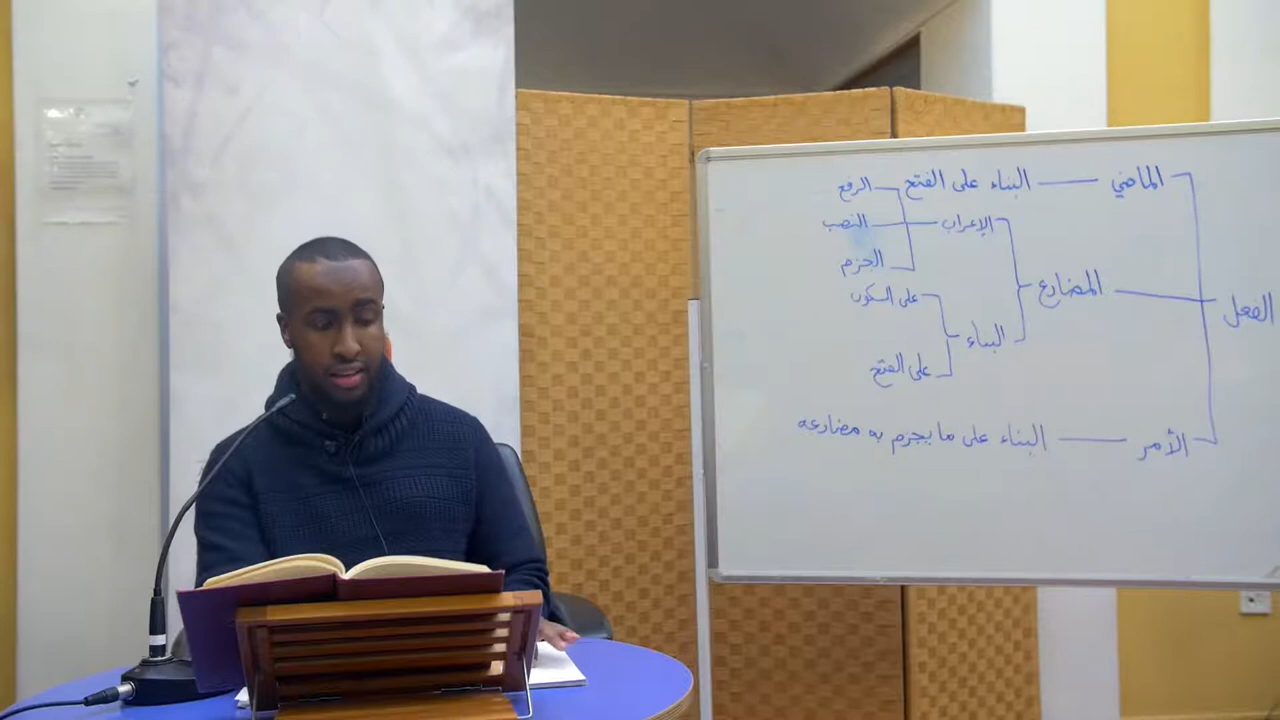 الماضي البناء على الفتح الرفع
الإعراب النصب
الجزم
الفعل المضارع على السكون
البناء
على الفتح
الأمر البناء على ما يجزم به مضارعه